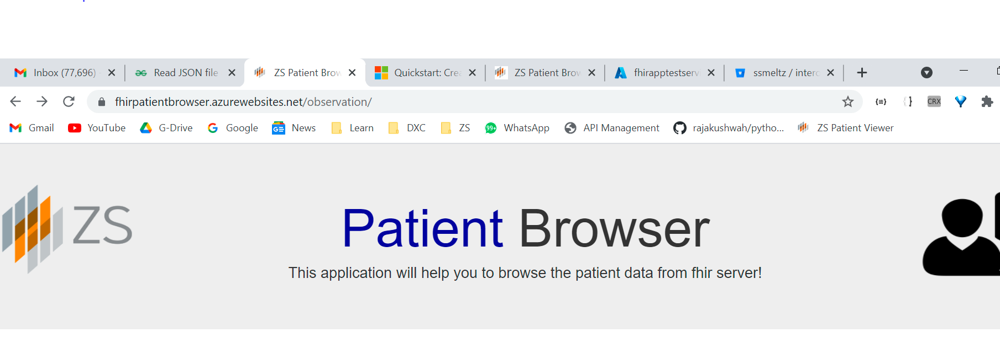 Inbox (77,696) Read JSON file ZS Patient Brow Quickstart: Crea ZS Patient Brow fhirapptestserv ssmeltz / interc
fhirpatientbrowser.azurewebsites.net/observation/ CRX
Gmail YouTube G-Drive Google GE News Learn DXC ZS 99+ WhatsApp API Management rajakushwah/pytho... ZS Patient Viewer
ZS
Patient Browser
This application will help you to browse the patient data from fhir server!